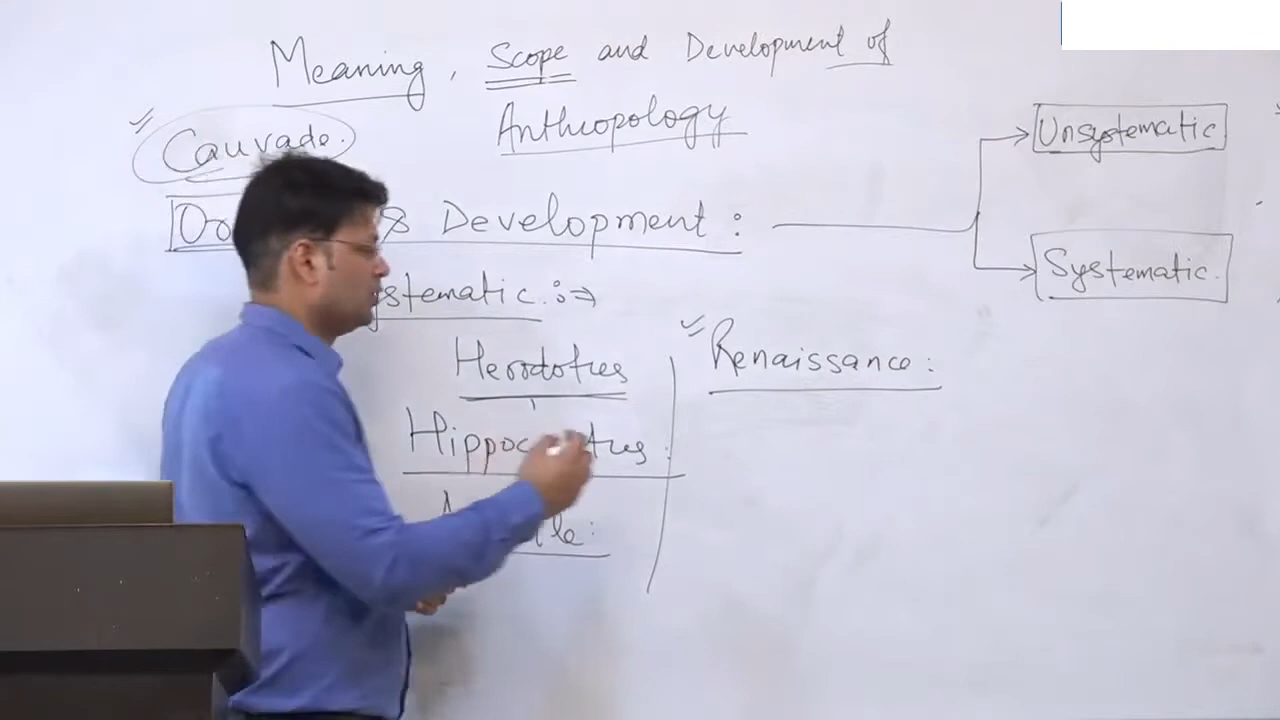 Meaning, Scope and Development of
Anthropology
Cauvade.
& Development:
Unsystematic
Systematic.
Herodotus
Renaissance: